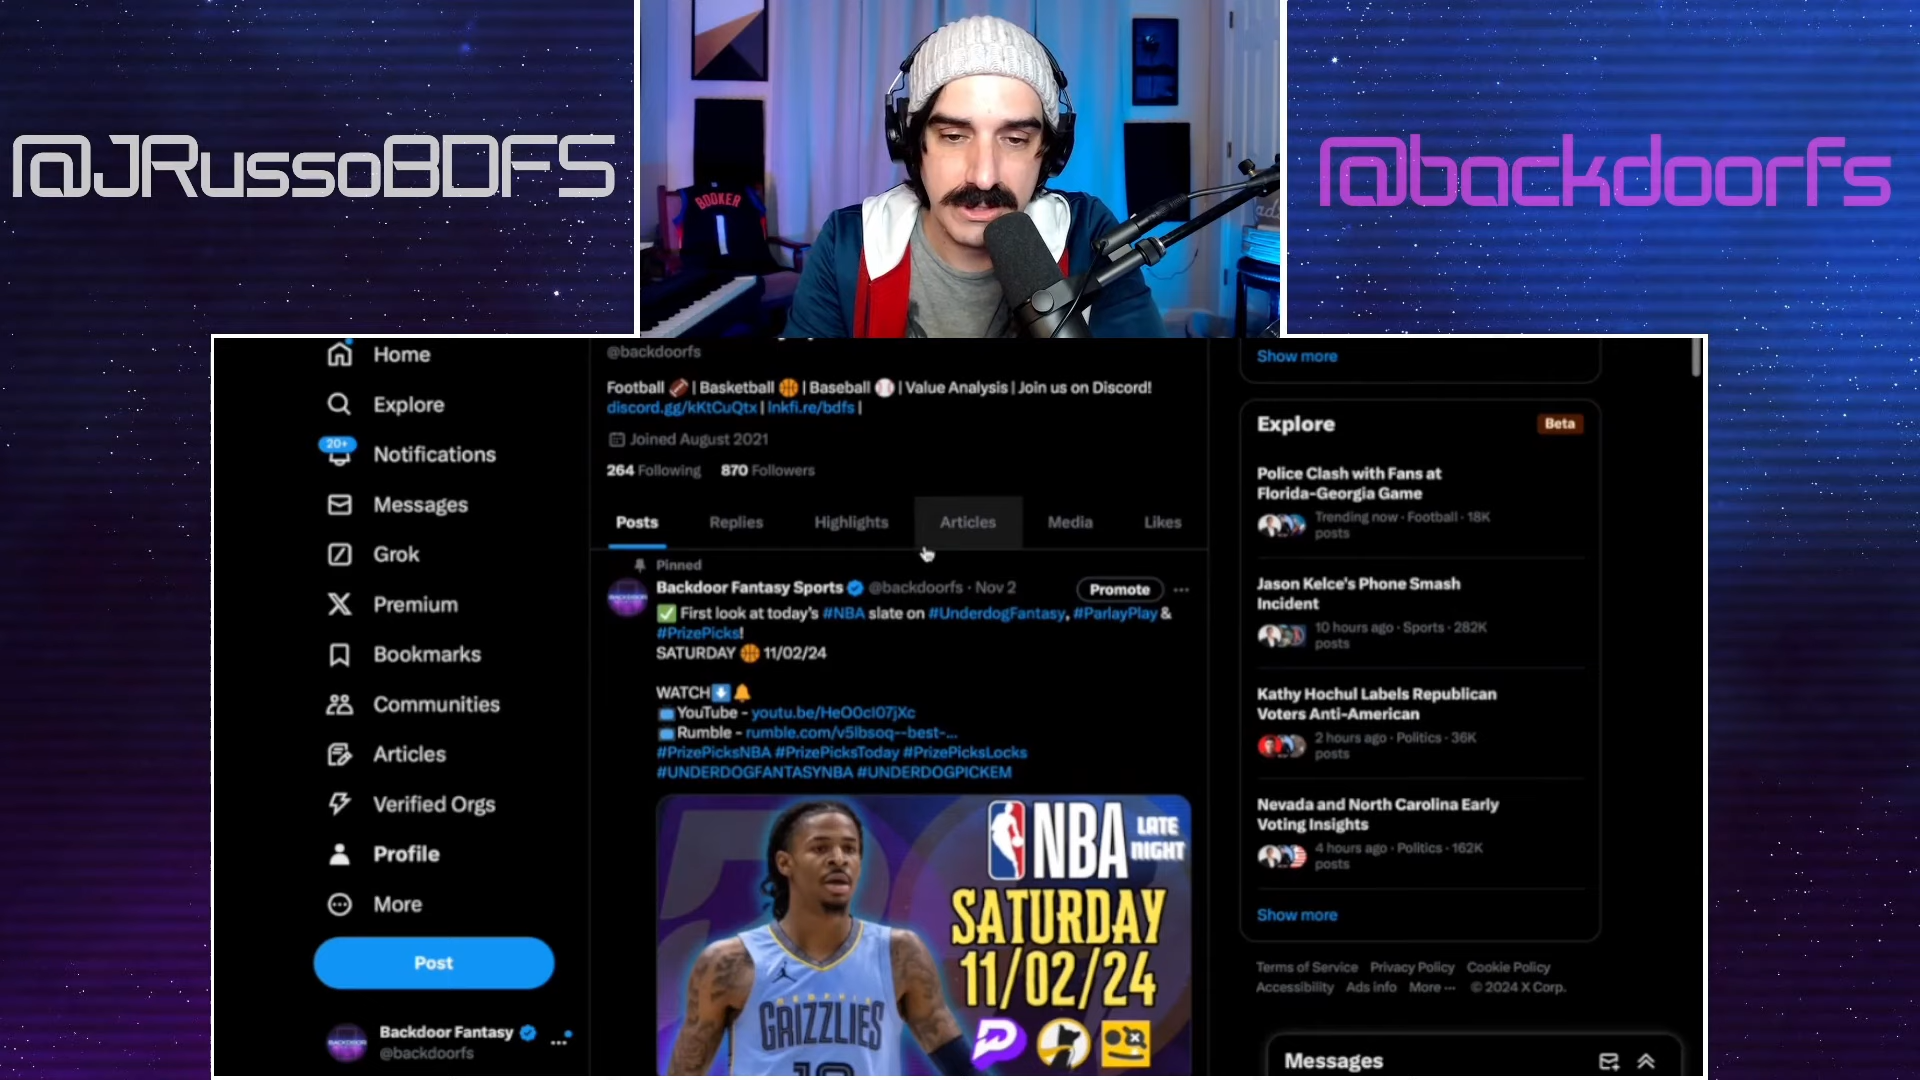 @JRussoBDFS
BOOKER
1
@backdoorfs
Home
Explore
20+
Notifications
Messages
Grok
Premium
Bookmarks
Communities
Articles
Verified Orgs
Profile
More
Post
Backdoor Fantasy
@backdoorfs
@backdoorfs
Football 🏈 | Basketball 🏀 | Baseball ⚾ | Value Analysis | Join us on Discord!
discord.gg/kKtCuQtx | lnkfi.re/bdfs |
Joined August 2021
264 Following 870 Followers
Posts Replies Highlights Articles Media Likes
Pinned
Backdoor Fantasy Sports @backdoorfs · Nov 2
Promote
✅ First look at today's #NBA slate on #UnderdogFantasy, #ParlayPlay &
#PrizePicks!
SATURDAY 🏀 11/02/24
WATCH⬇️🔔
📺YouTube - youtu.be/HeO0cI07jXc
📺Rumble - rumble.com/v5lbsoq--best-...
#PrizePicksNBA #PrizePicksToday #PrizePicksLocks
#UNDERDOGFANTASYNBA #UNDERDOGPICKEM
NBA LATE NIGHT
SATURDAY
11/02/24
MEMPHIS
GRIZZLIES
12
Show more
Explore
Beta
Police Clash with Fans at
Florida-Georgia Game
Trending now · Football · 18K
posts
Jason Kelce's Phone Smash
Incident
10 hours ago · Sports · 282K
posts
Kathy Hochul Labels Republican
Voters Anti-American
2 hours ago · Politics · 36K
posts
Nevada and North Carolina Early
Voting Insights
4 hours ago · Politics · 162K
posts
Show more
Terms of Service Privacy Policy Cookie Policy
Accessibility Ads info More ··· © 2024 X Corp.
Messages